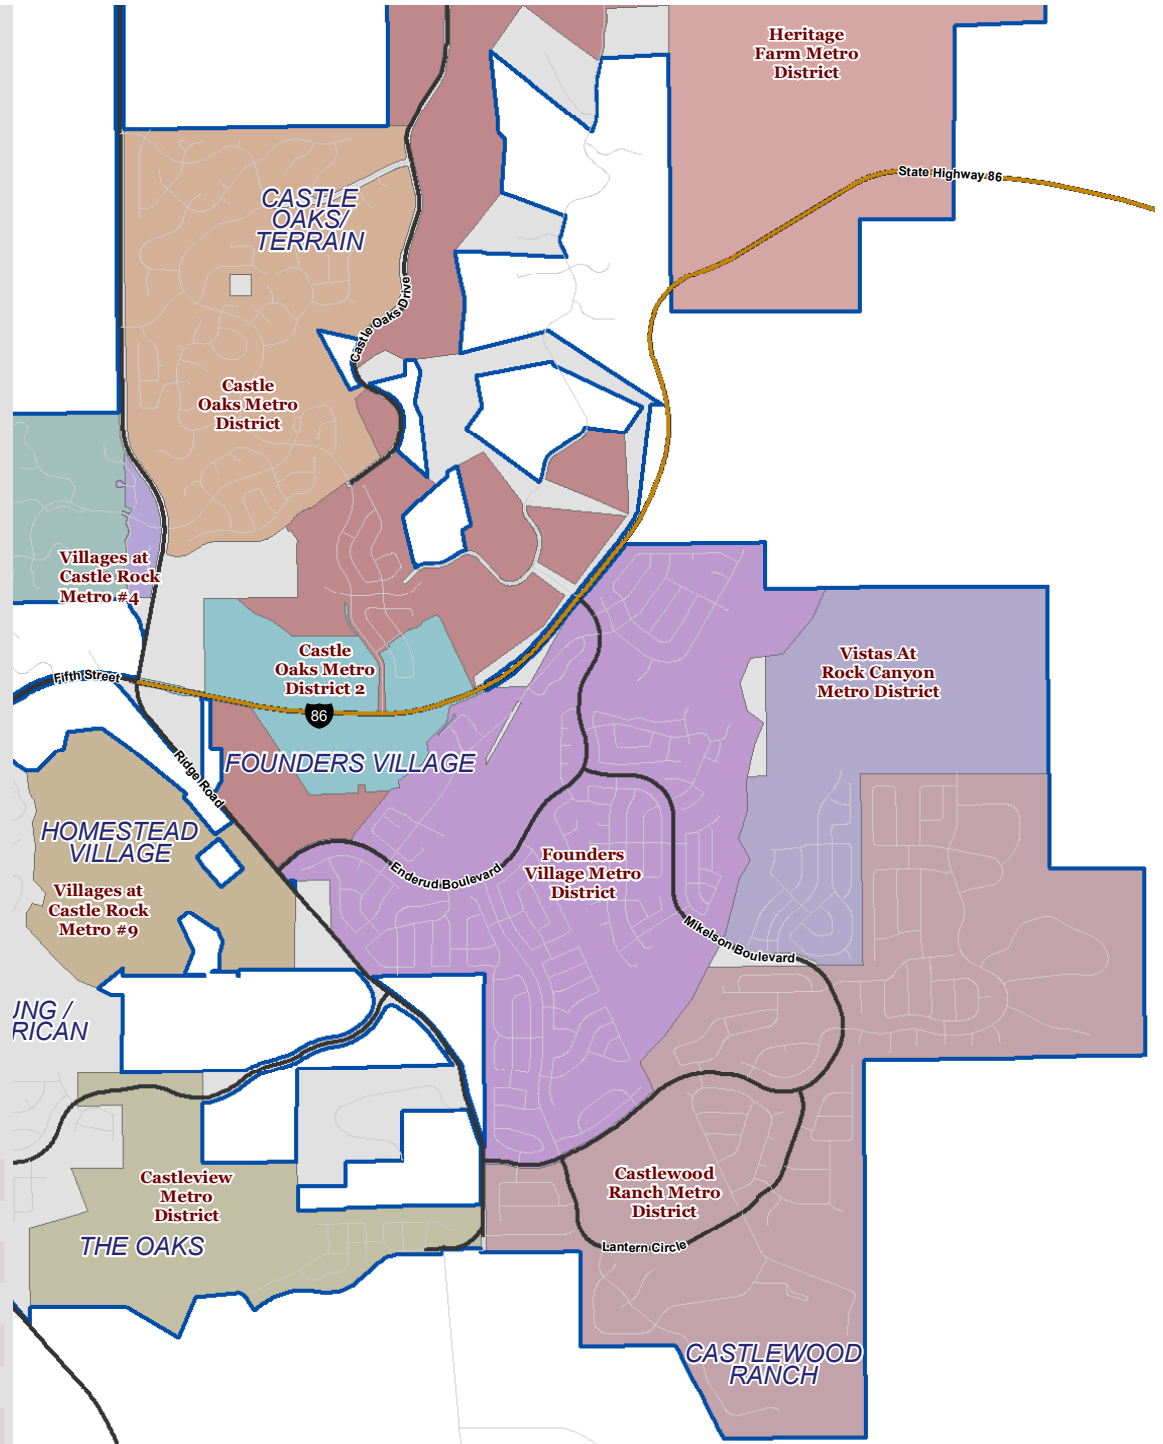 Heritage
Farm Metro
District
State Highway 86
CASTLE
OAKS/
TERRAIN
Castle Oaks Drive
Castle
Oaks Metro
District
Villages at
Castle Rock
Metro #4
Castle
Oaks Metro
District 2
Vistas At
Rock Canyon
Metro District
Fifth Street
86
Ridge Road
FOUNDERS VILLAGE
HOMESTEAD
VILLAGE
Enderud Boulevard
Founders
Village Metro
District
Villages at
Castle Rock
Metro #9
Mikelson Boulevard
UNG /
RICAN
Castleview
Metro
District
Castlewood
Ranch Metro
District
THE OAKS
Lantern Circle
CASTLEWOOD
RANCH